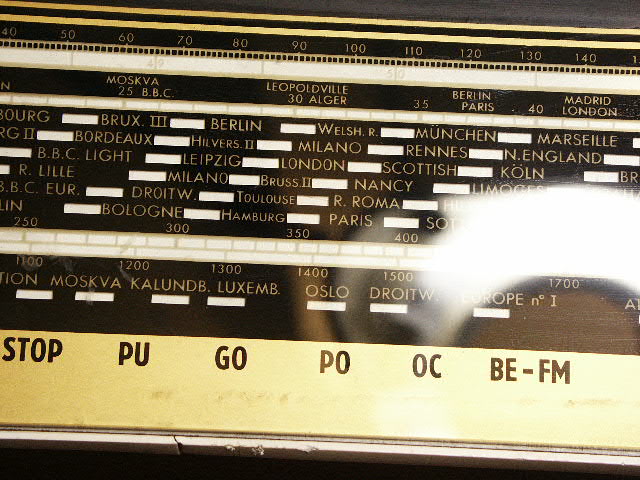 40 50 60 70 80 90 100 110 120 130 140
MOSKVA LEOPOLDVILLE BERLIN MADRID
25 B.B.C. 30 ALGER 35 PARIS 40 LONDON
BRUX. III BERLIN WELSH. R. MÜNCHEN MARSEILLE
RG II BORDEAUX HILVERS. II MILANO RENNES N.ENGLAND
B.B.C. LIGHT LEIPZIG LONDON SCOTTISH KÖLN
R. LILLE MILANO BRUSS II NANCY LIMOGES
B.B.C. EUR. DROITW. TOULOUSE R. ROMA
BOLOGNE HAMBURG PARIS
250 300 350 400
1100 1200 1300 1400 1500 1700
MOSKVA KALUNDB. LUXEMB. OSLO DROITW. EUROPE nº I
STOP PU GO PO OC BE-FM